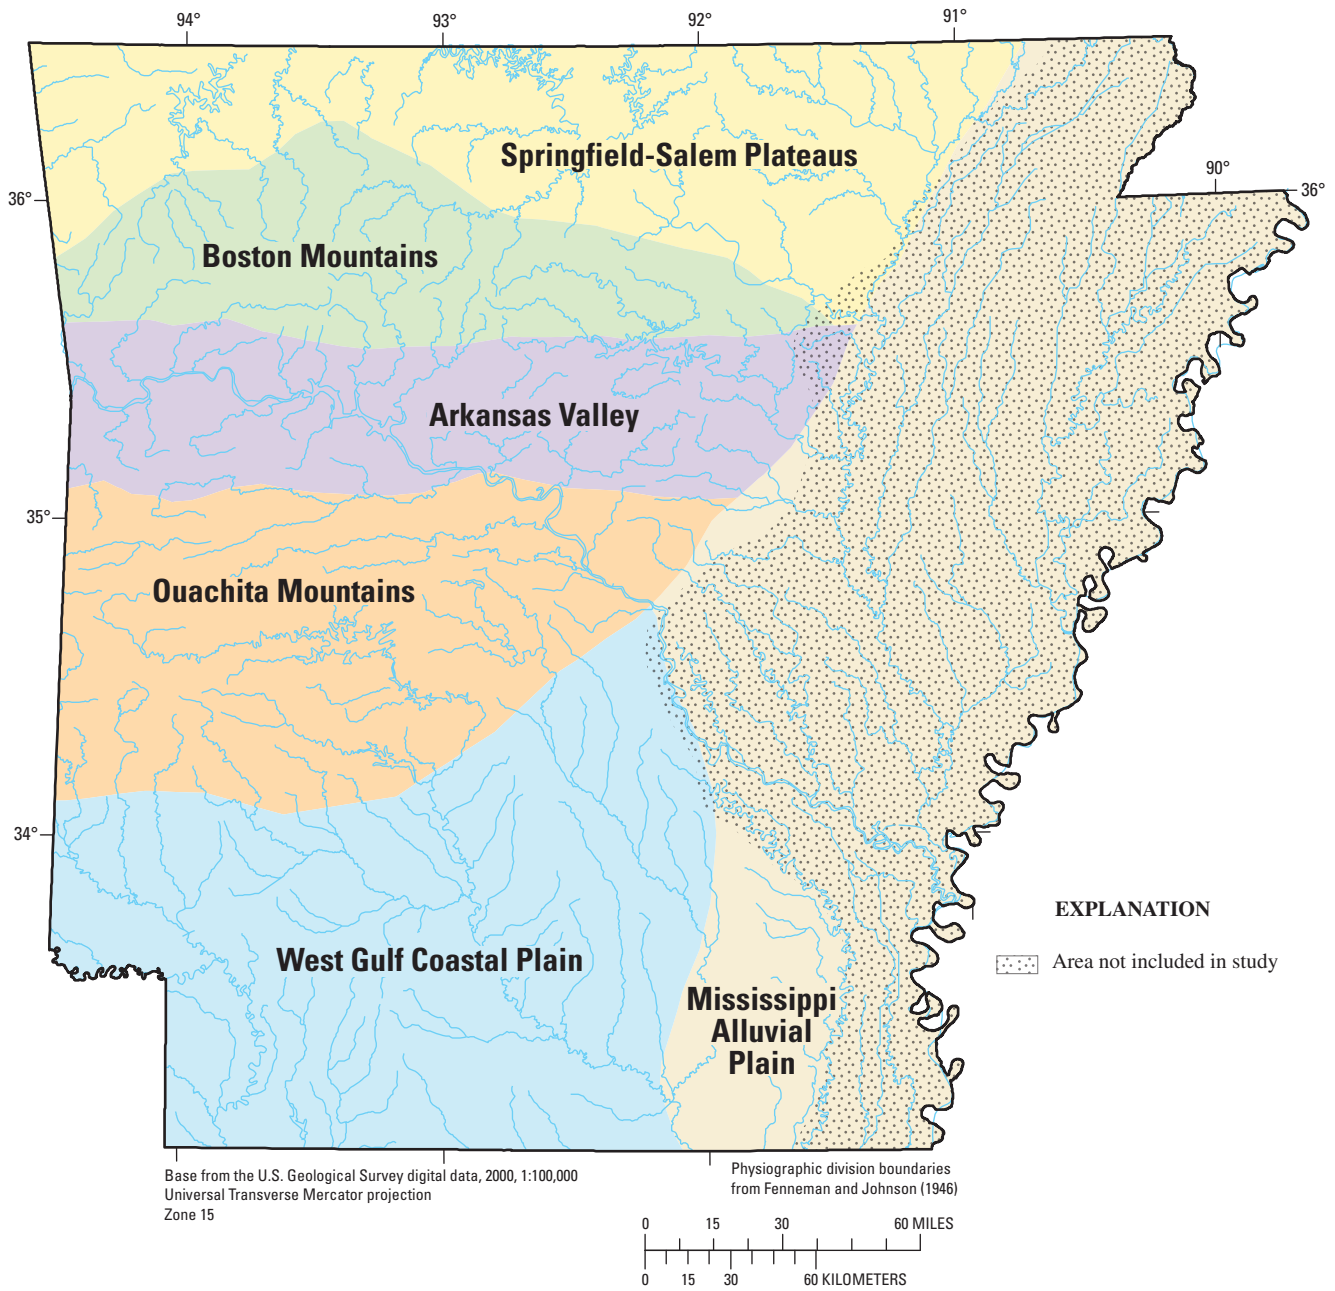 94°
93°
92°
91°
36°
Springfield-Salem Plateaus
90°
36°
Boston Mountains
Arkansas Valley
35°
Ouachita Mountains
34°
EXPLANATION
Area not included in study
West Gulf Coastal Plain
Mississippi
Alluvial
Plain
Base from the U.S. Geological Survey digital data, 2000, 1:100,000
Universal Transverse Mercator projection
Zone 15
Physiographic division boundaries
from Fenneman and Johnson (1946)
0 15 30 60 MILES
0 15 30 60 KILOMETERS